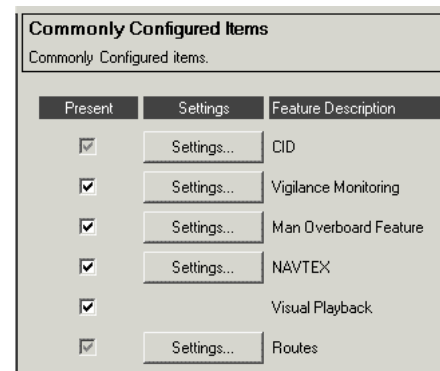 Commonly Configured Items
Commonly Configured items.
Present Settings Feature Description
Settings... CID
Settings... Vigilance Monitoring
Settings... Man Overboard Feature
Settings... NAVTEX
Visual Playback
Settings... Routes